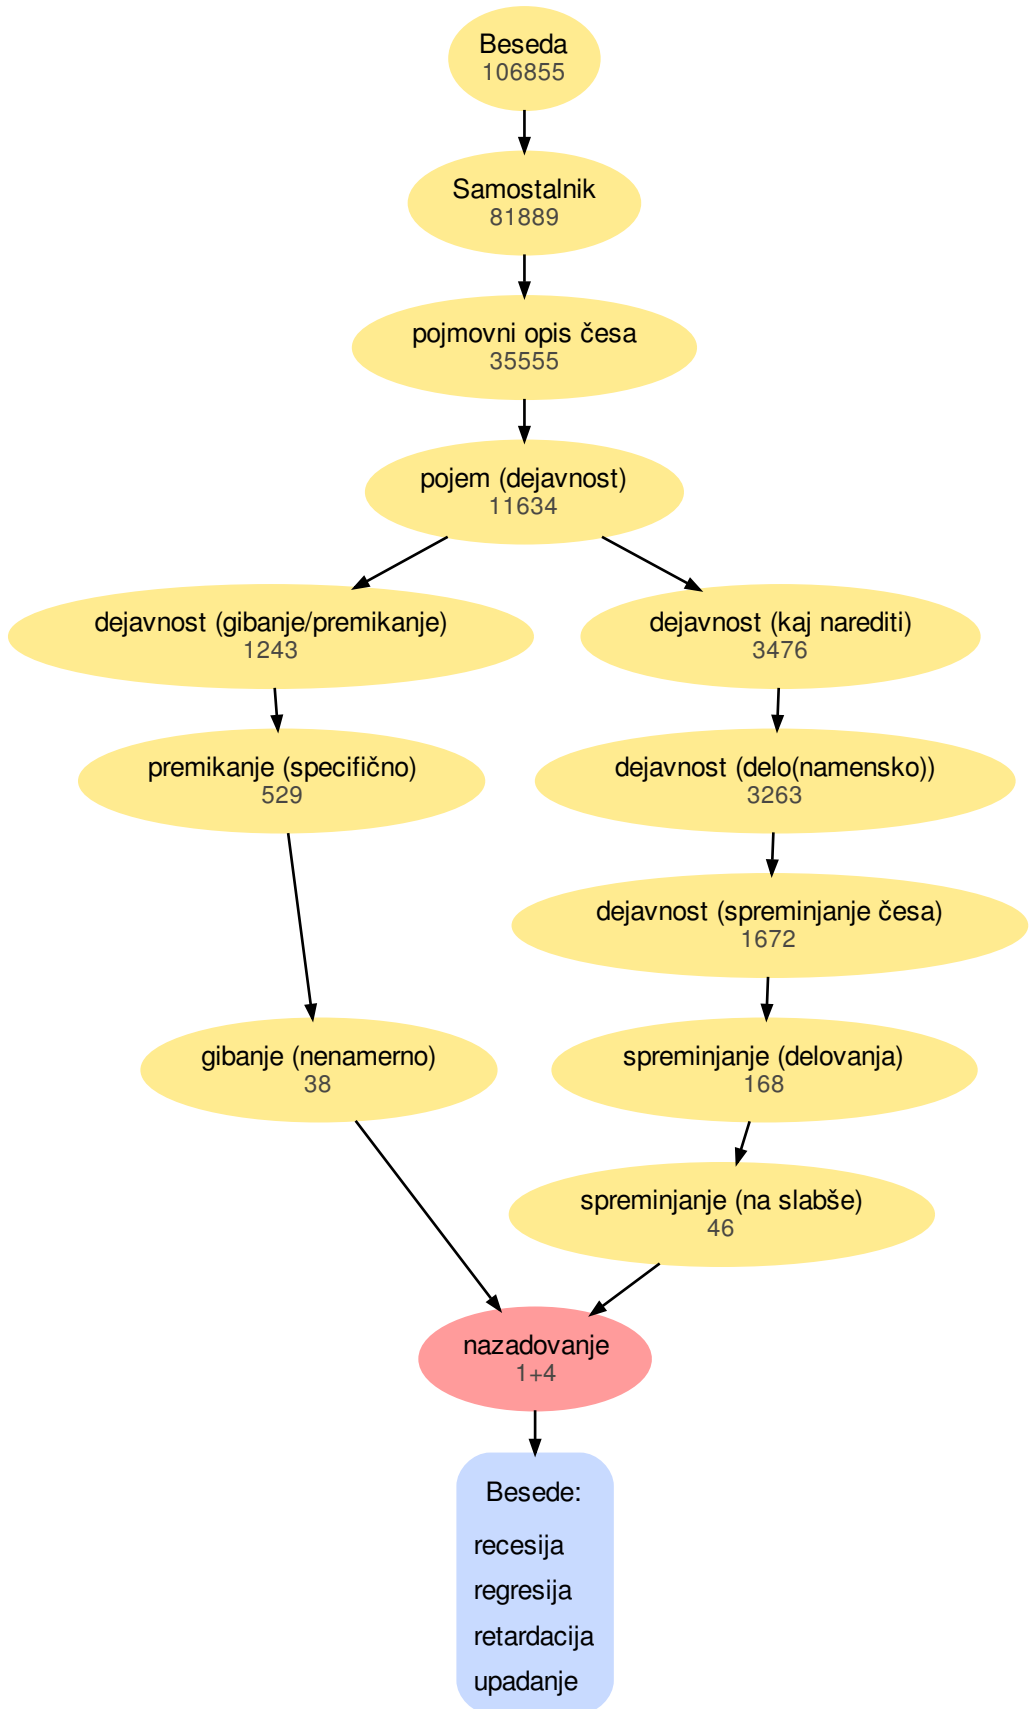 Beseda
106855
Samostalnik
81889
pojmovni opis česa
35555
pojem (dejavnost)
11634
dejavnost (gibanje/premikanje)
1243
dejavnost (kaj narediti)
3476
premikanje (specifično)
529
dejavnost (delo(namensko))
3263
dejavnost (spreminjanje česa)
1672
gibanje (nenamerno)
38
spreminjanje (delovanja)
168
spreminjanje (na slabše)
46
nazadovanje
1+4
Besede:
recesija
regresija
retardacija
upadanje